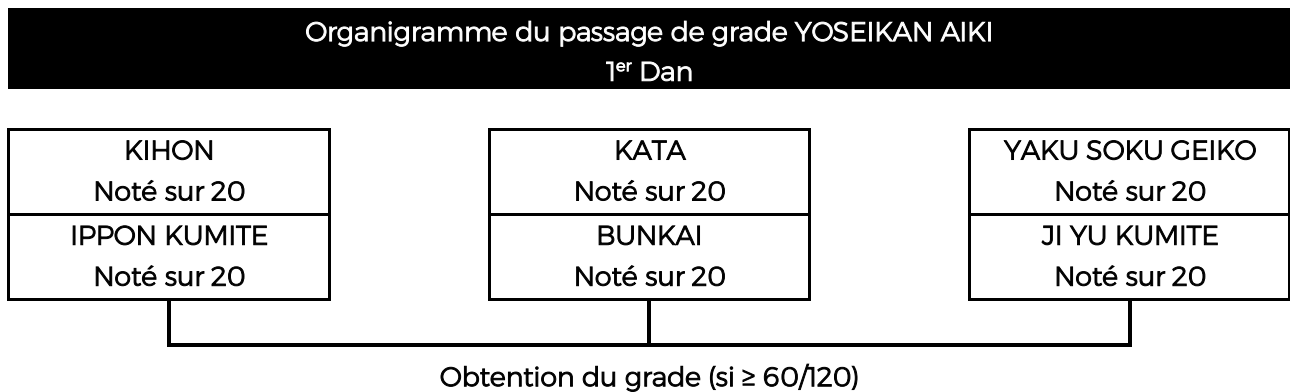 Organigramme du passage de grade YOSEIKAN AIKI
1er Dan
KIHON
Noté sur 20
IPPON KUMITE
Noté sur 20
KATA
Noté sur 20
BUNKAI
Noté sur 20
YAKU SOKU GEIKO
Noté sur 20
JI YU KUMITE
Noté sur 20
Obtention du grade (si ≥ 60/120)